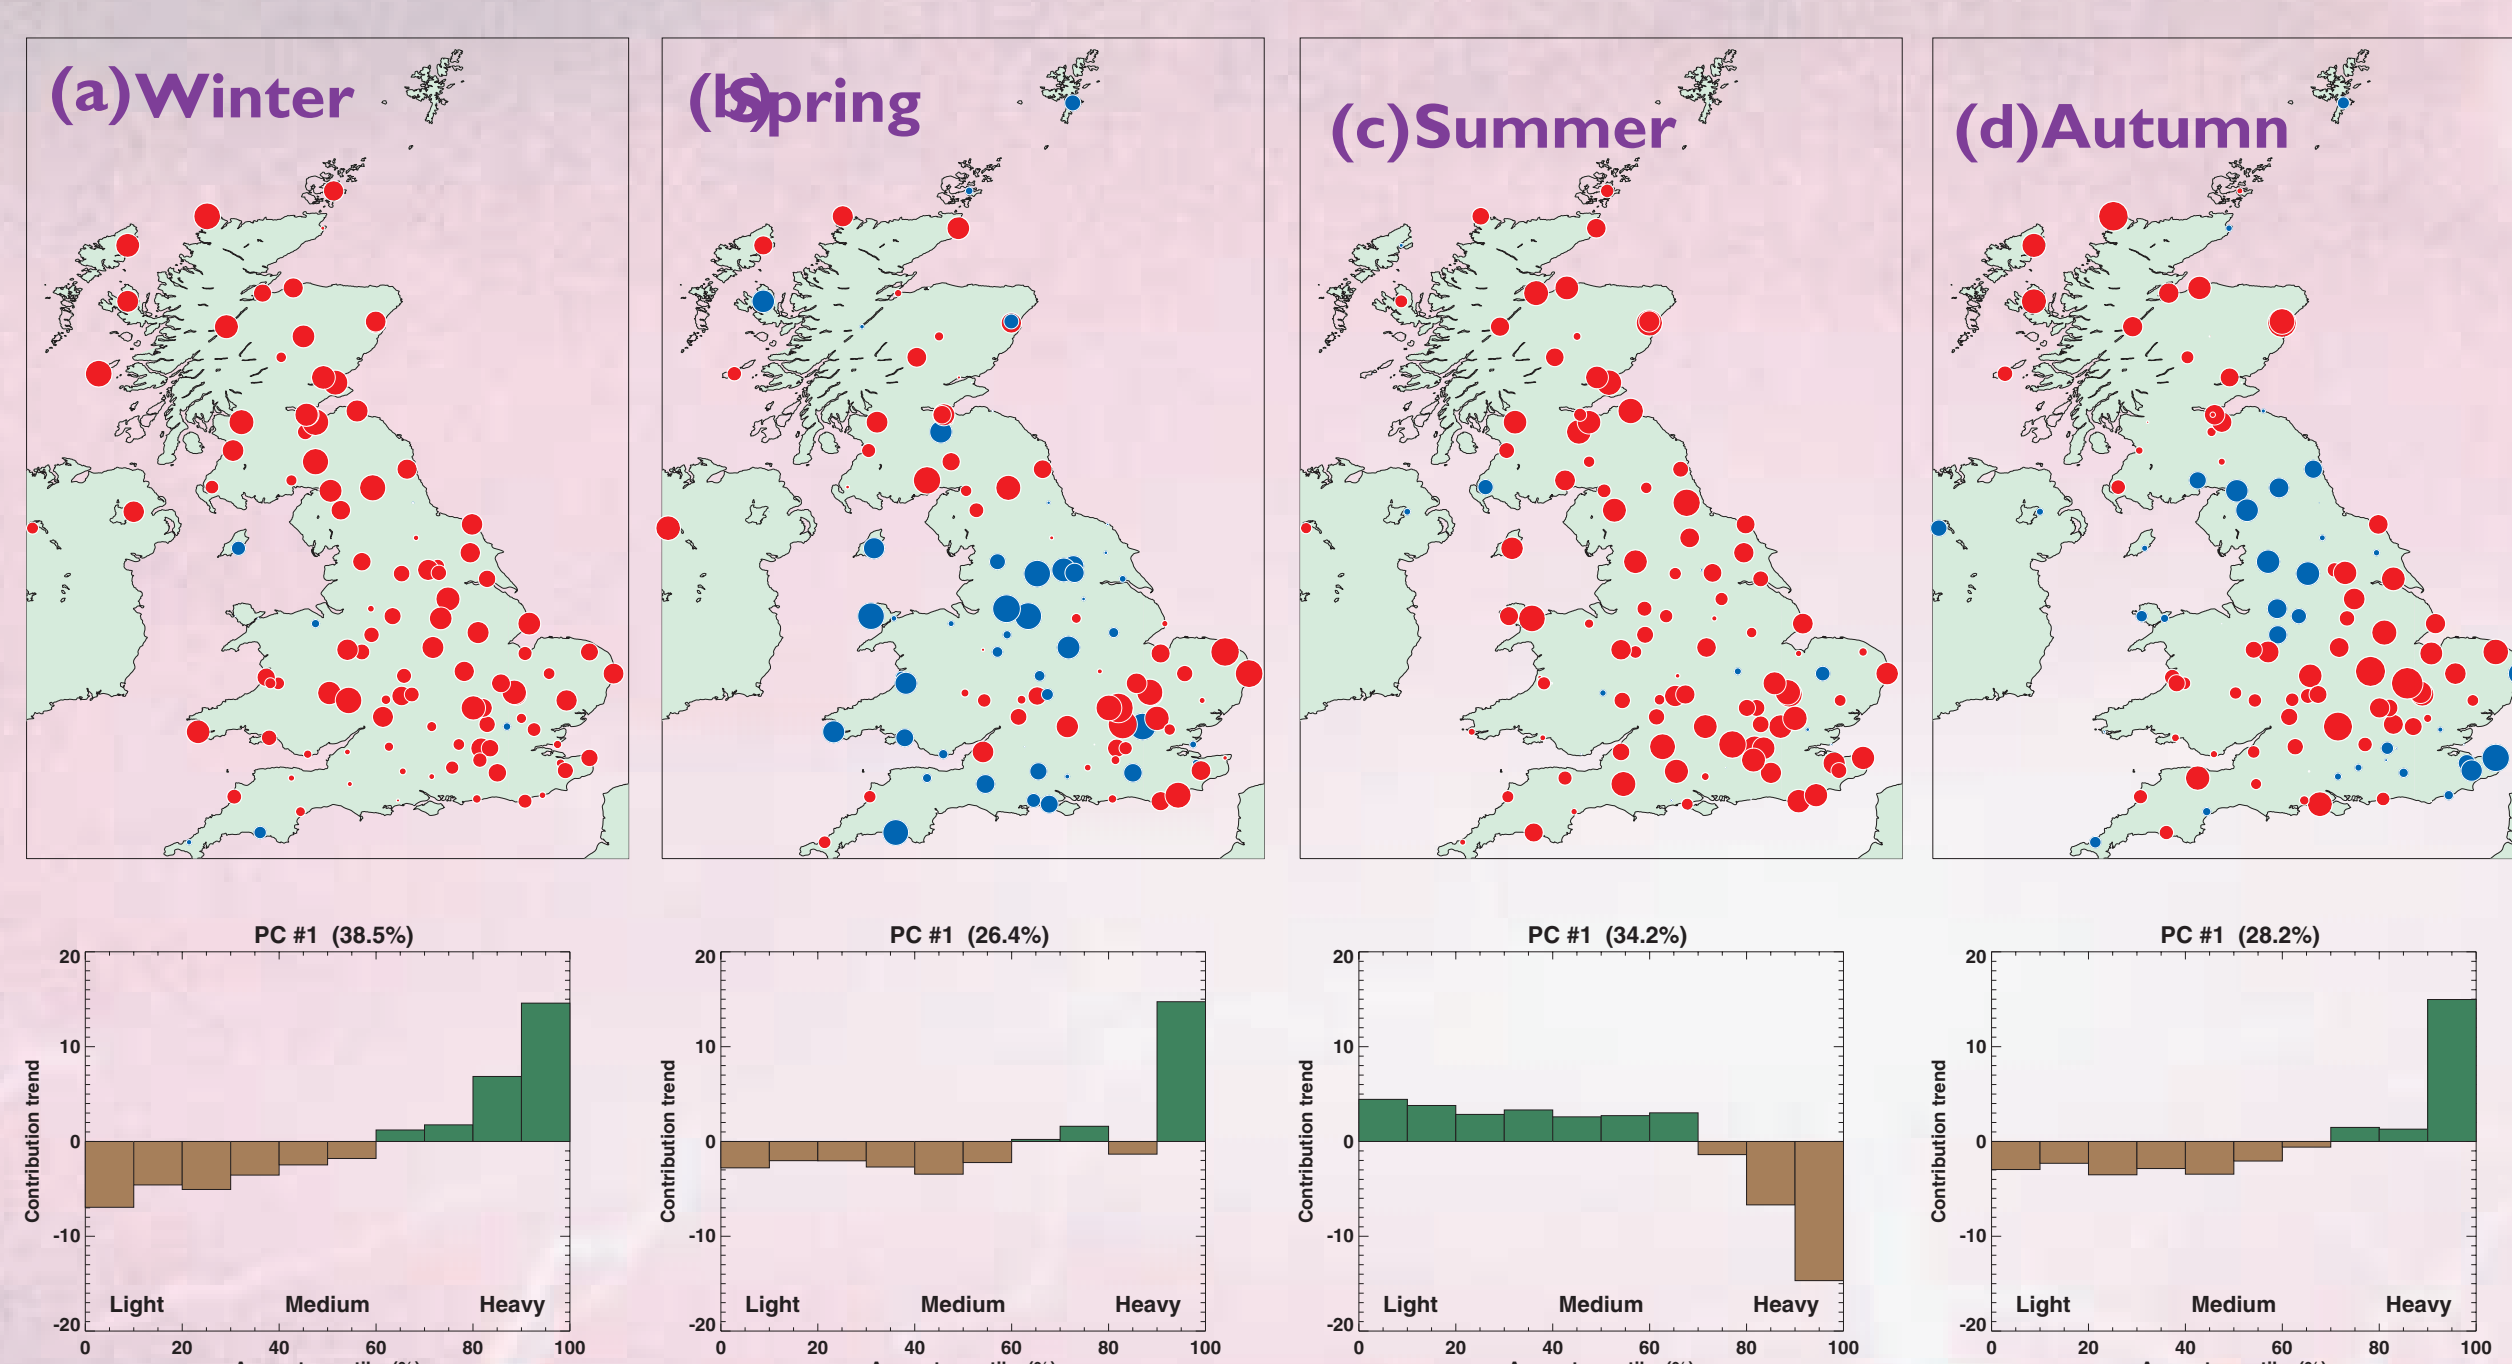 (a)Winter
(b)Spring
(c)Summer
(d)Autumn
PC #1 (38.5%)
20
10
0
-10
-20
Contribution trend
Light Medium Heavy
0 20 40 60 80 100
PC #1 (26.4%)
20
10
0
-10
-20
Contribution trend
Light Medium Heavy
0 20 40 60 80 100
PC #1 (34.2%)
20
10
0
-10
-20
Contribution trend
Light Medium Heavy
0 20 40 60 80 100
PC #1 (28.2%)
20
10
0
-10
-20
Contribution trend
Light Medium Heavy
0 20 40 60 80 100